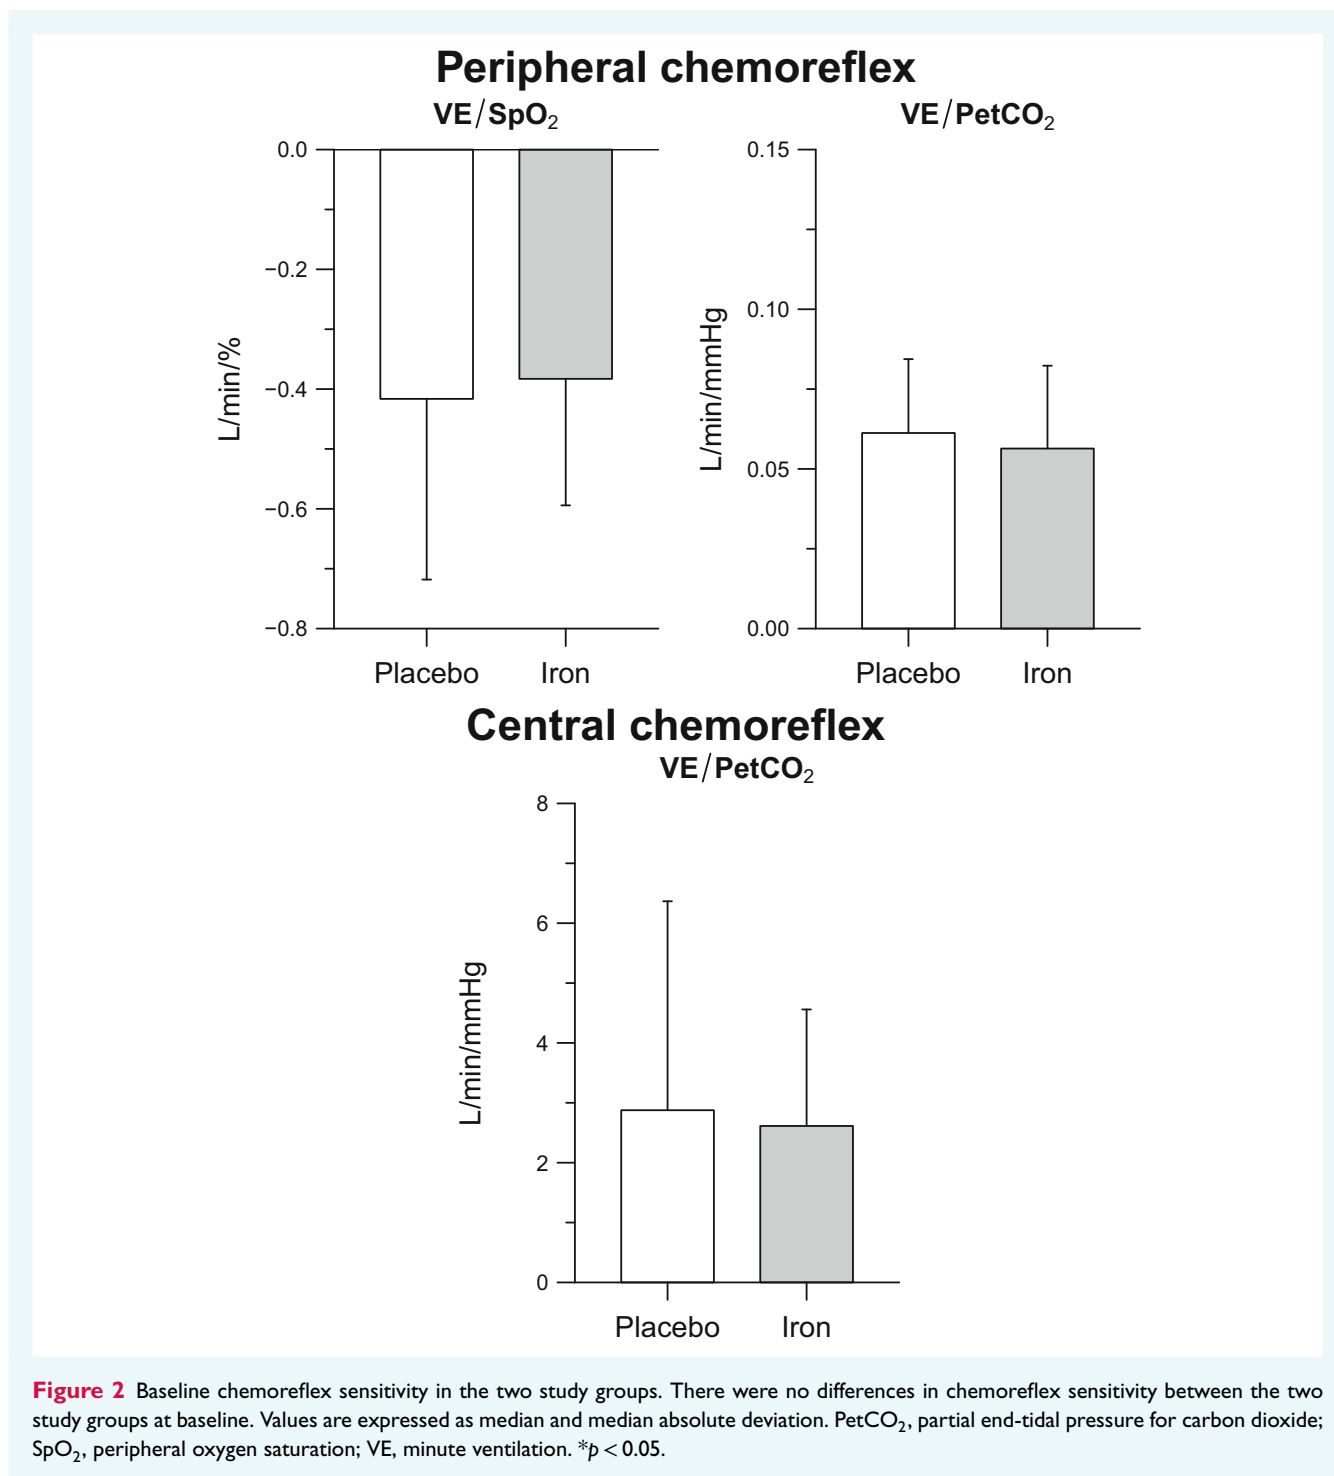 Peripheral chemoreflex
VE/SpO₂
VE/PetCO₂
0.0
−0.2
−0.4
−0.6
−0.8
L/min/%
Placebo
Iron
0.15
0.10
0.05
0.00
L/min/mmHg
Placebo
Iron
Central chemoreflex
VE/PetCO₂
8
6
4
2
0
L/min/mmHg
Placebo
Iron
Figure 2 Baseline chemoreflex sensitivity in the two study groups. There were no differences in chemoreflex sensitivity between the two
study groups at baseline. Values are expressed as median and median absolute deviation. PetCO₂, partial end-tidal pressure for carbon dioxide;
SpO₂, peripheral oxygen saturation; VE, minute ventilation. *p < 0.05.